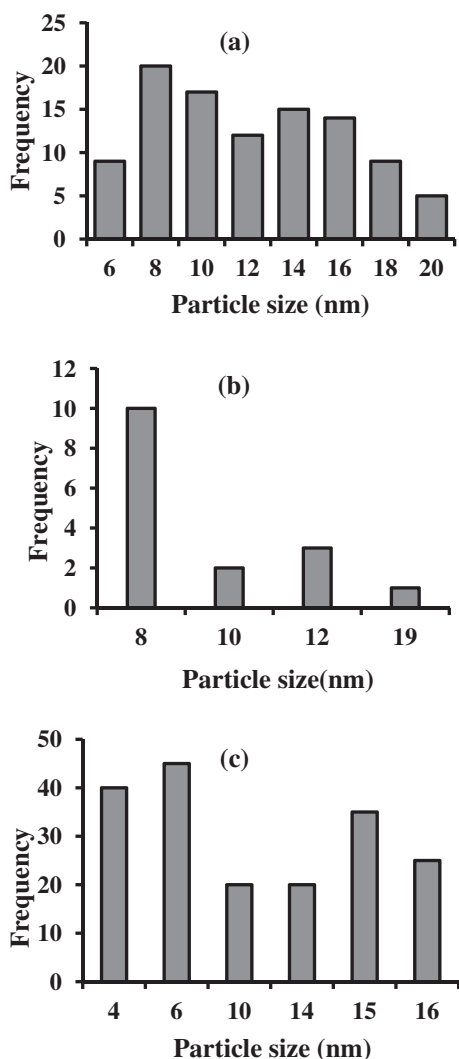 (a)
Frequency
25
20
15
10
5
0
6 8 10 12 14 16 18 20
Particle size (nm)
(b)
Frequency
12
10
8
6
4
2
0
8 10 12 19
Particle size(nm)
(c)
Frequency
50
40
30
20
10
0
4 6 10 14 15 16
Particle size (nm)